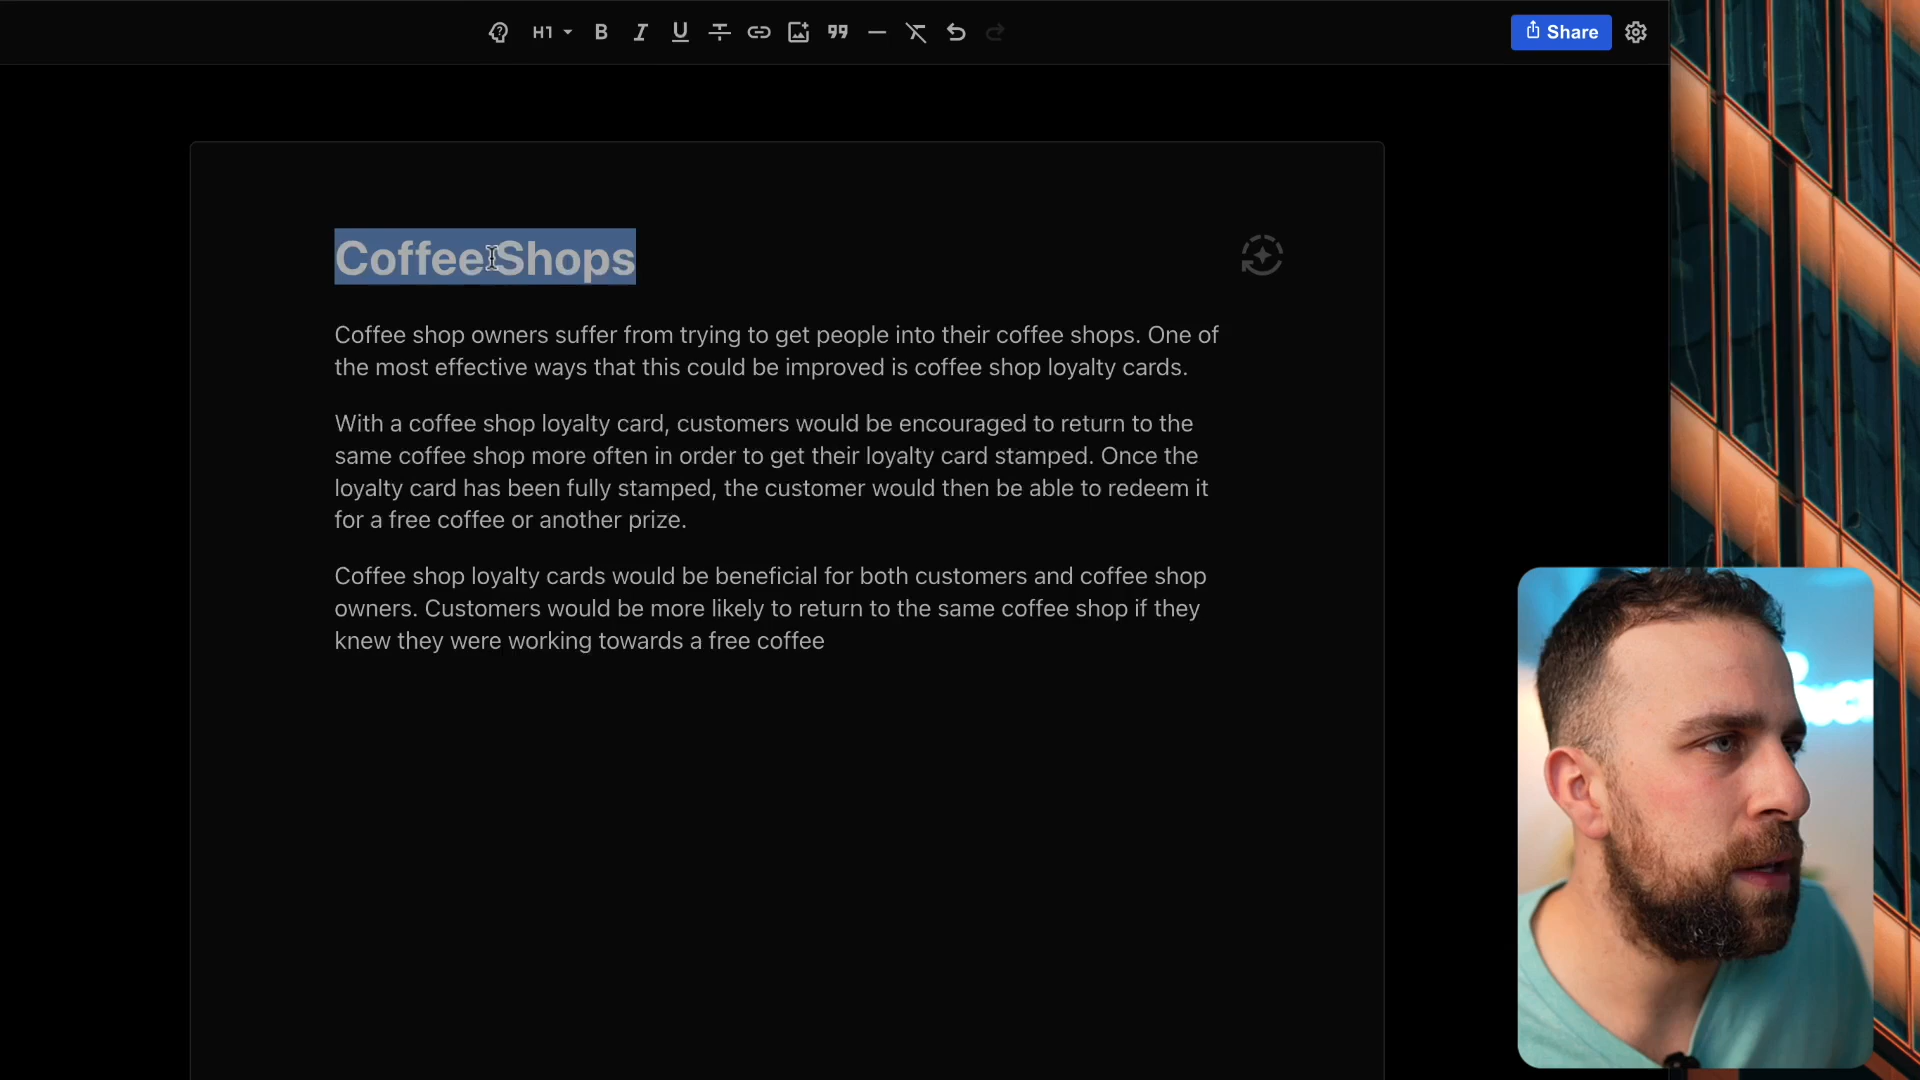 H1 B I U T 99 Share
Coffee Shops
Coffee shop owners suffer from trying to get people into their coffee shops. One of
the most effective ways that this could be improved is coffee shop loyalty cards.
With a coffee shop loyalty card, customers would be encouraged to return to the
same coffee shop more often in order to get their loyalty card stamped. Once the
loyalty card has been fully stamped, the customer would then be able to redeem it
for a free coffee or another prize.
Coffee shop loyalty cards would be beneficial for both customers and coffee shop
owners. Customers would be more likely to return to the same coffee shop if they
knew they were working towards a free coffee